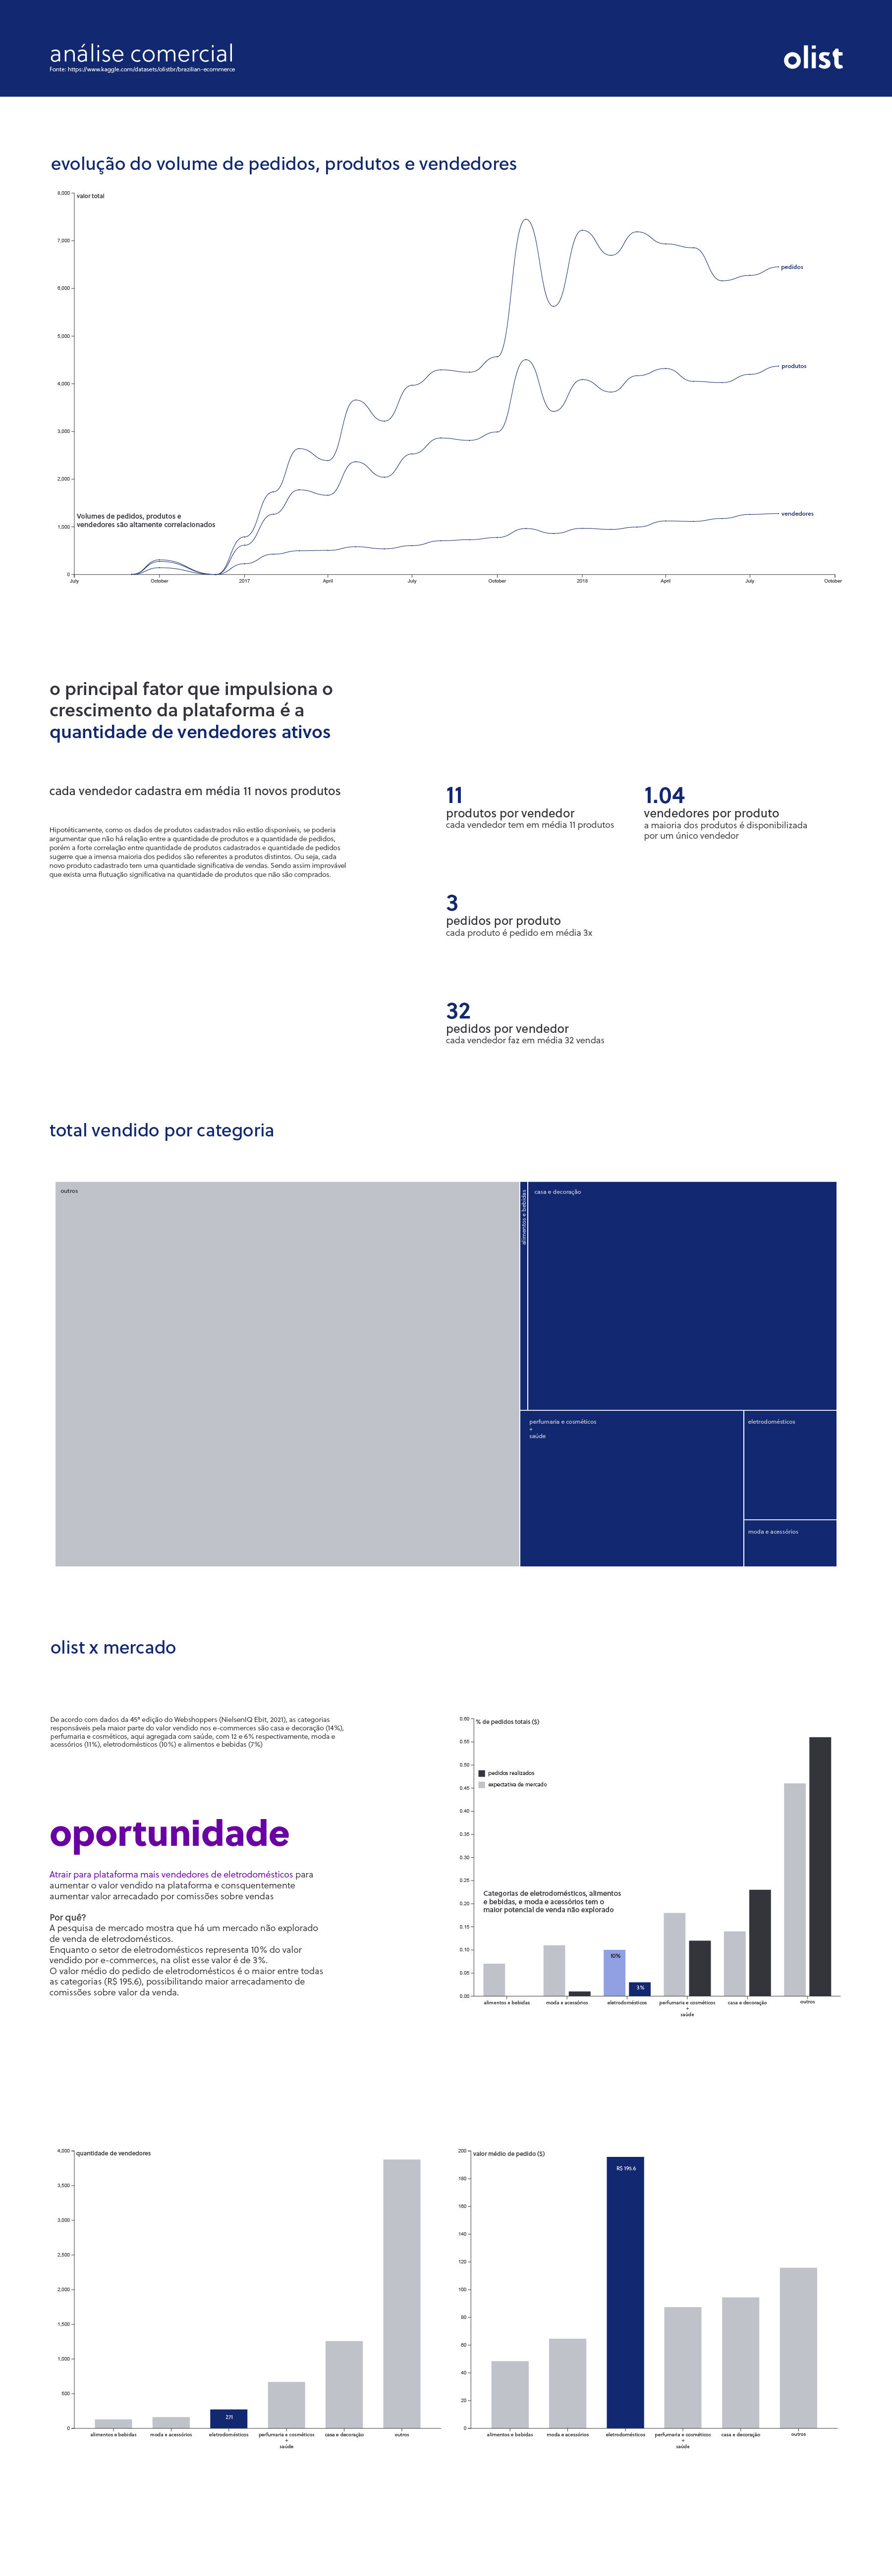 análise comercial
Fonte: https://www.kaggle.com/datasets/olistbr/brazilian-ecommerce
olist
evolução do volume de pedidos, produtos e vendedores
8,000
valor total
7,000
6,000
5,000
4,000
3,000
2,000
1,000
0
pedidos
produtos
vendedores
Volumes de pedidos, produtos e
vendedores são altamente correlacionados
July
October
2017
April
July
October
2018
April
July
October
o principal fator que impulsiona o
crescimento da plataforma é a
quantidade de vendedores ativos
cada vendedor cadastra em média 11 novos produtos
Hipotéticamente, como os dados de produtos cadastrados não estão disponíveis, se poderia
argumentar que não há relação entre a quantidade de produtos e a quantidade de pedidos,
porém a forte correlação entre quantidade de produtos cadastrados e quantidade de pedidos
sugerre que a imensa maioria dos pedidos são referentes a produtos distintos. Ou seja, cada
novo produto cadastrado tem uma quantidade significativa de vendas. Sendo assim improvável
que exista uma flutuação significativa na quantidade de produtos que não são comprados.
11
produtos por vendedor
cada vendedor tem em média 11 produtos
1.04
vendedores por produto
a maioria dos produtos é disponibilizada
por um único vendedor
3
pedidos por produto
cada produto é pedido em média 3x
32
pedidos por vendedor
cada vendedor faz em média 32 vendas
total vendido por categoria
outros
alimentos e bebidas
casa e decoração
perfumaria e cosméticos
+
saúde
eletrodomésticos
moda e acessórios
olist x mercado
De acordo com dados da 45ª edição do Webshoppers (NielsenIQ Ebit, 2021), as categorias
responsáveis pela maior parte do valor vendido nos e-commerces são casa e decoração (14%),
perfumaria e cosméticos, aqui agregada com saúde, com 12 e 6% respectivamente, moda e
acessórios (11%), eletrodomésticos (10%) e alimentos e bebidas (7%)
oportunidade
Atrair para plataforma mais vendedores de eletrodomésticos para
aumentar o valor vendido na plataforma e consquentemente
aumentar valor arrecadado por comissões sobre vendas
Por quê?
A pesquisa de mercado mostra que há um mercado não explorado
de venda de eletrodomésticos.
Enquanto o setor de eletrodomésticos representa 10% do valor
vendido por e-commerces, na olist esse valor é de 3%.
O valor médio do pedido de eletrodomésticos é o maior entre todas
as categorias (R$ 195.6), possibilitando maior arrecadamento de
comissões sobre valor da venda.
0.60
% de pedidos totais ($)
0.55
0.50
0.45
0.40
0.35
0.30
0.25
0.20
0.15
0.10
0.05
0.00
pedidos realizados
expectativa de mercado
Categorias de eletrodomésticos, alimentos
e bebidas, e moda e acessórios tem o
maior potencial de venda não explorado
10%
3%
alimentos e bebidas
moda e acessórios
eletrodomésticos
perfumaria e cosméticos
+
saúde
casa e decoração
outros
4,000
quantidade de vendedores
3,500
3,000
2,500
2,000
1,500
1,000
500
0
271
alimentos e bebidas
moda e acessórios
eletrodomésticos
perfumaria e cosméticos
+
saúde
casa e decoração
outros
200
valor médio de pedido ($)
180
160
140
120
100
80
60
40
20
0
R$ 195.6
alimentos e bebidas
moda e acessórios
eletrodomésticos
perfumaria e cosméticos
+
saúde
casa e decoração
outros